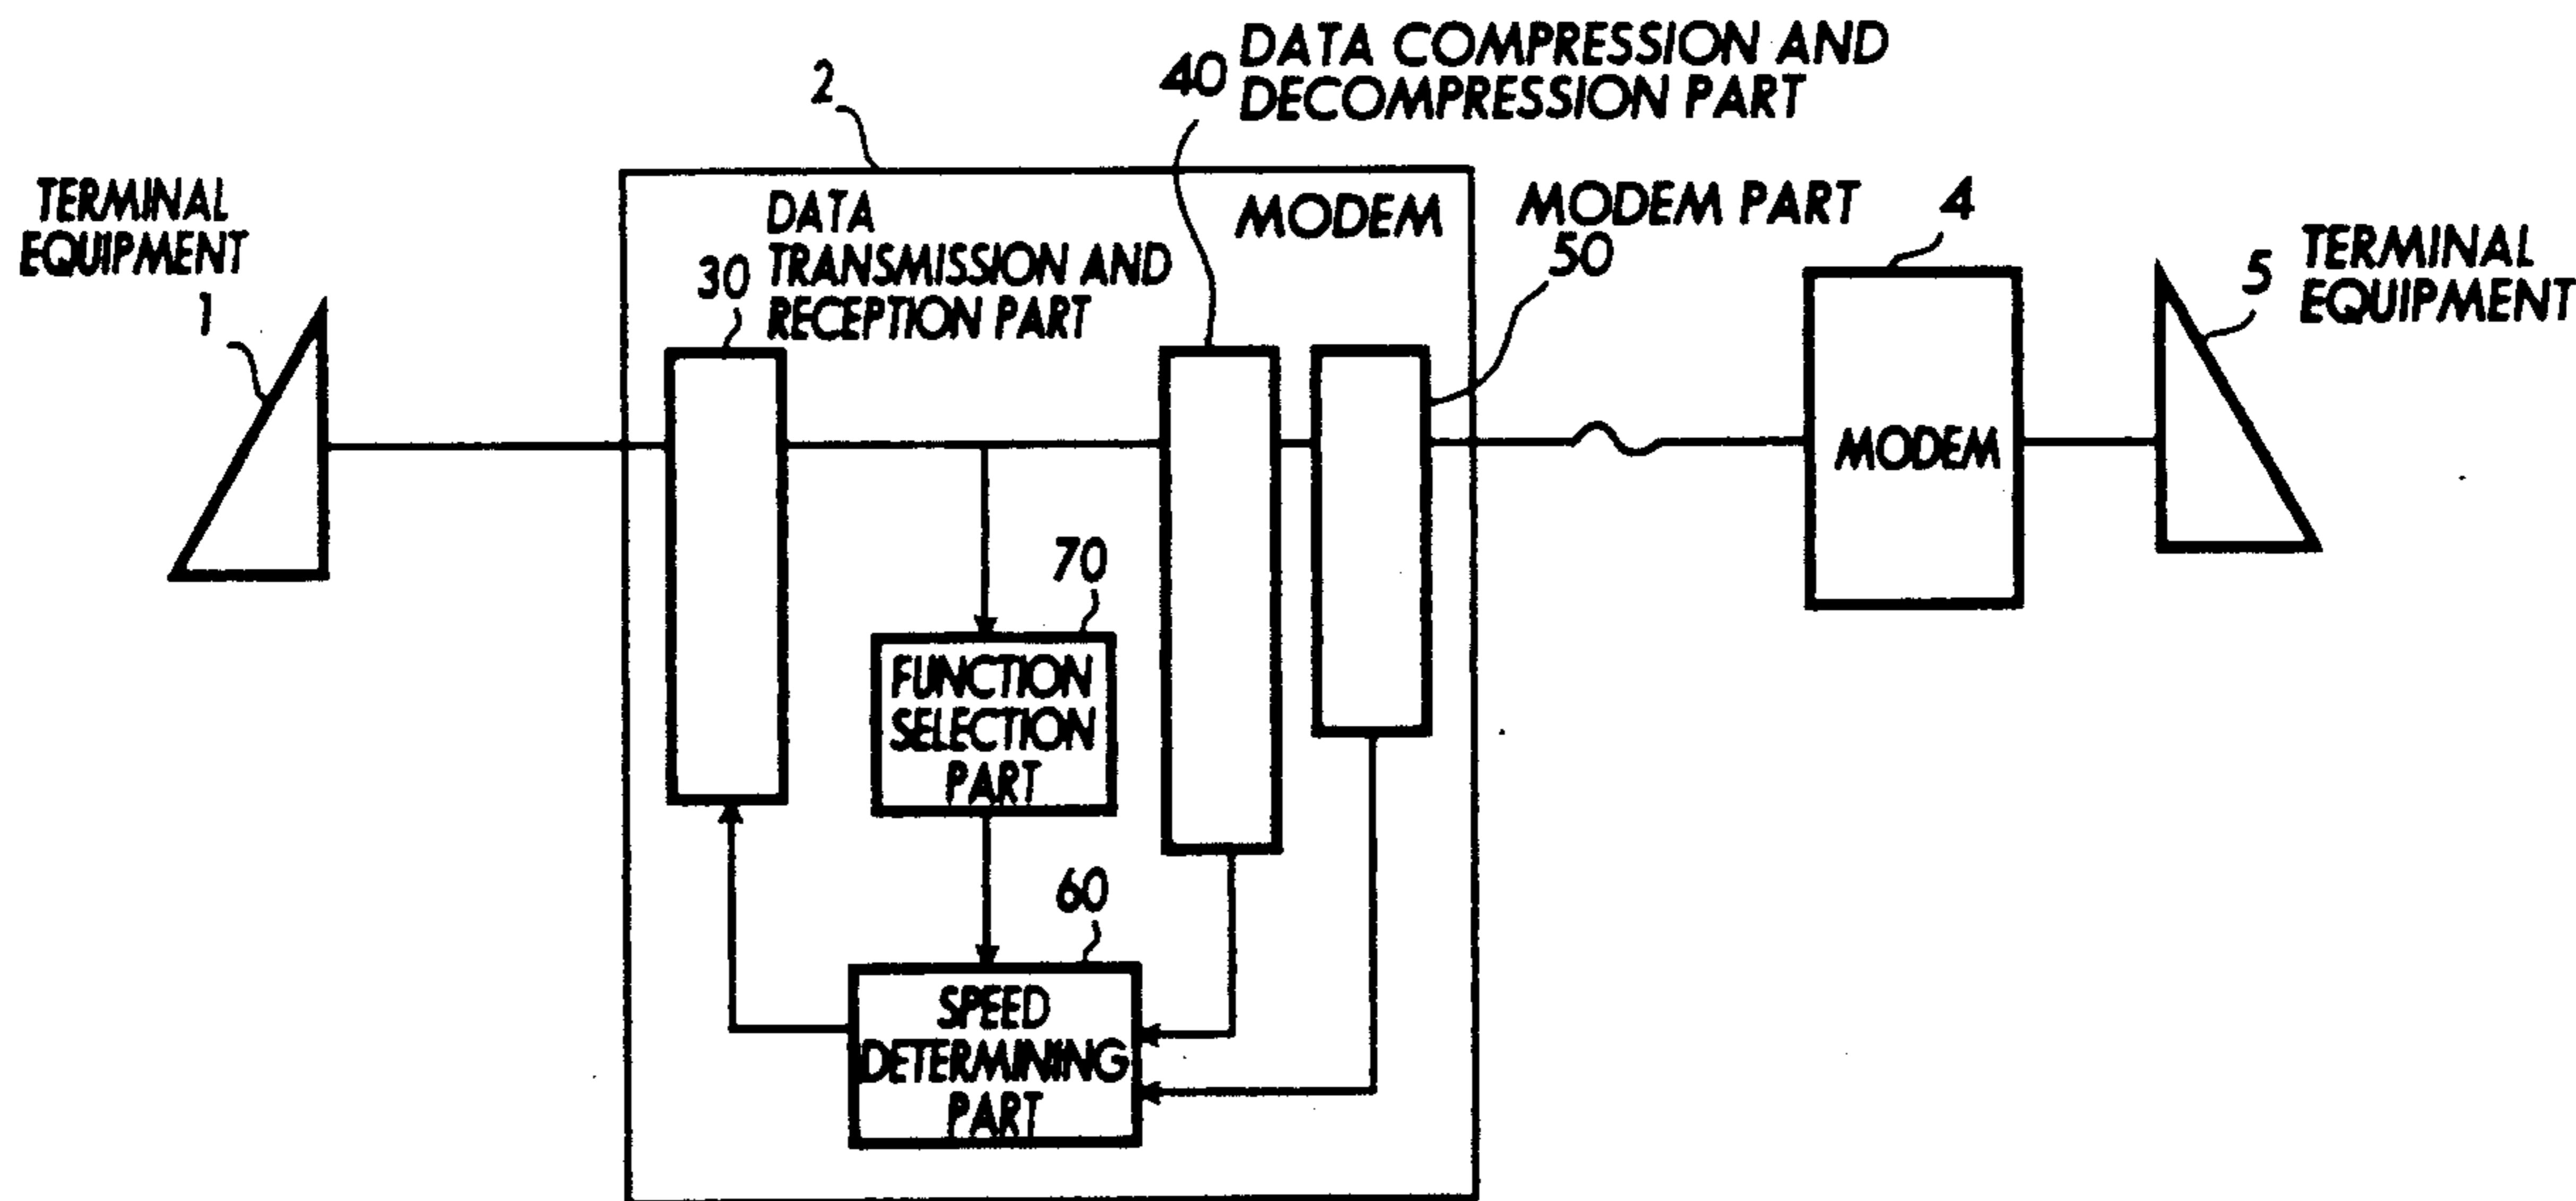 TERMINAL
EQUIPMENT
1
2
DATA
TRANSMISSION AND
RECEPTION PART
30
40
DATA COMPRESSION AND
DECOMPRESSION PART
MODEM
MODEM PART
50
4
MODEM
5
TERMINAL
EQUIPMENT
70
FUNCTION
SELECTION
PART
60
SPEED
DETERMINING
PART